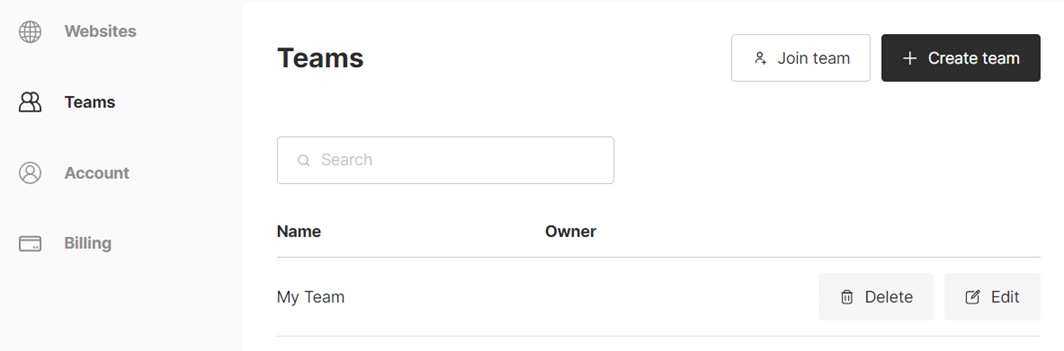 Websites
Teams
Account
Billing
Teams
Join team
Create team
Search
Name Owner
My Team Delete Edit